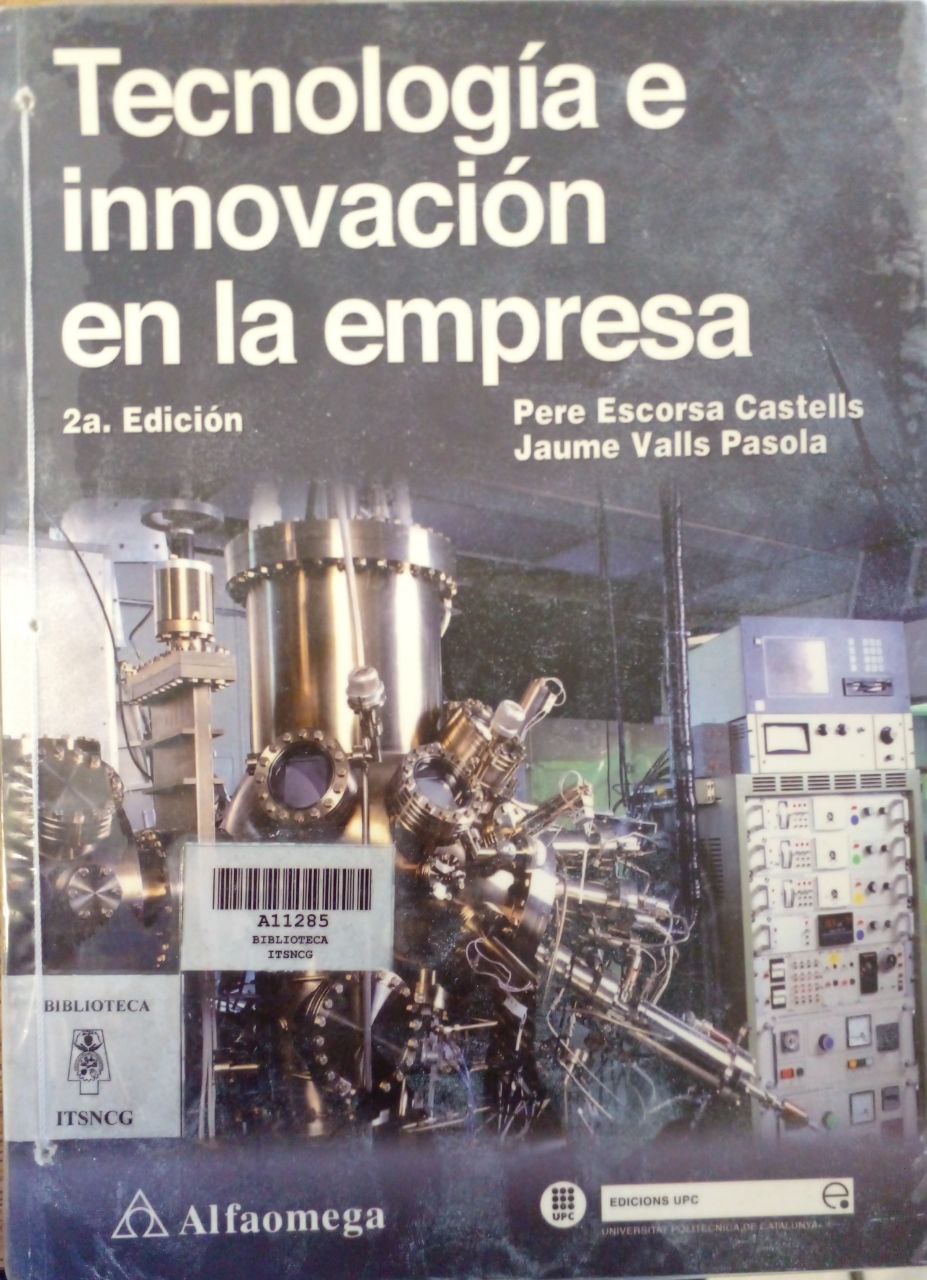 Tecnología e
innovación
en la empresa
2a. Edición
Pere Escorsa Castells
Jaume Valls Pasola
A11285
BIBLIOTECA
ITSNCG
BIBLIOTECA
ITSNCG
Alfaomega
UPC
EDICIONS UPC
e
UNIVERSITAT POLITÈCNICA DE CATALUNYA